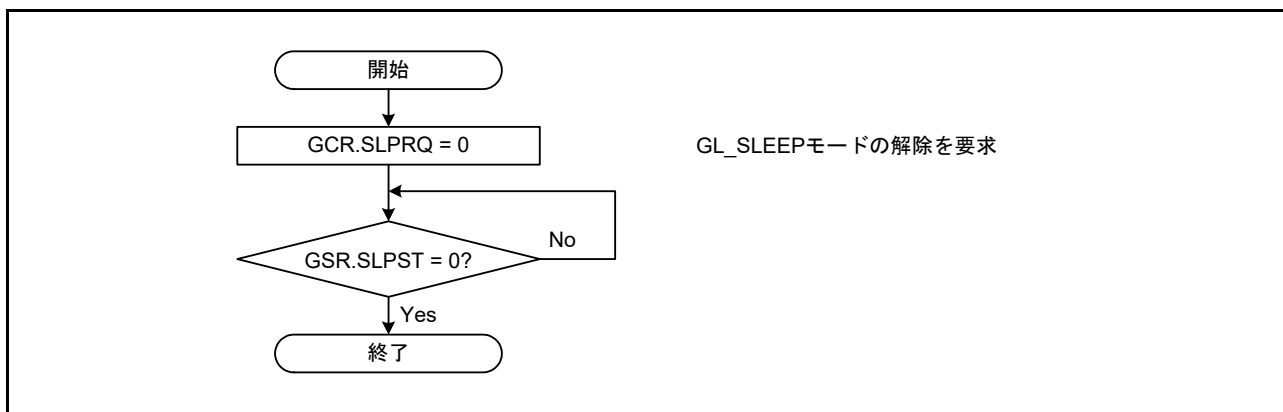 開始
GCR.SLPRQ = 0
GL_SLEEPモードの解除を要求
No
GSR.SLPST = 0?
Yes
終了